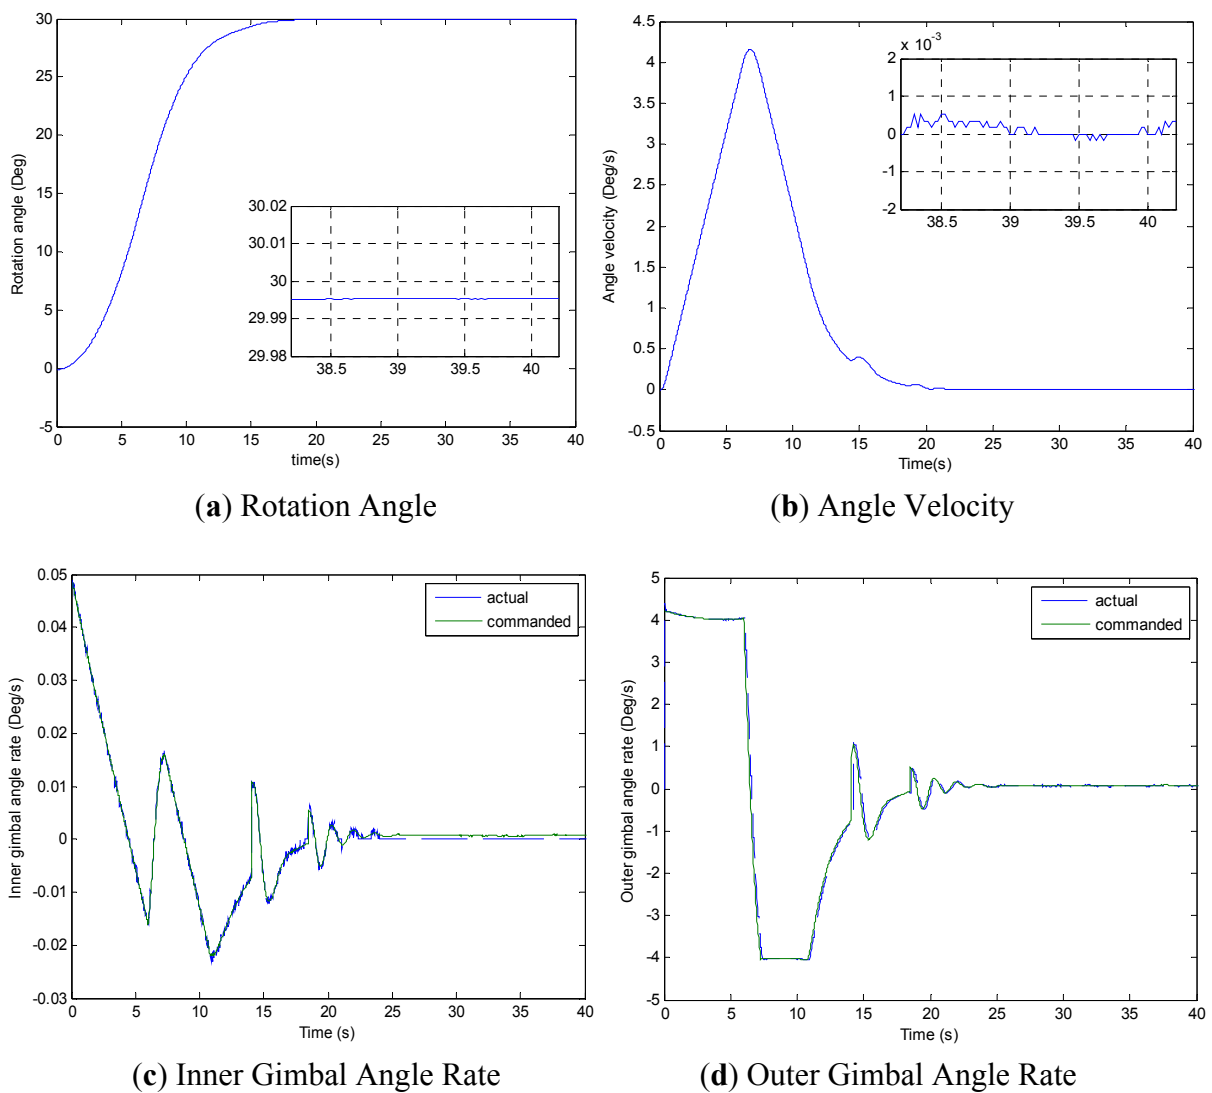 30
25
20
15
10
5
0
-5
Rotation angle (Deg)
30.02
30.01
30
29.99
29.98
38.5 39 39.5 40
0 5 10 15 20 25 30 35 40
time(s)
(a) Rotation Angle
4.5
4
3.5
3
2.5
2
1.5
1
0.5
0
-0.5
Angle velocity (Deg/s)
x 10-3
2
1
0
-1
-2
38.5 39 39.5 40
0 5 10 15 20 25 30 35 40
Time(s)
(b) Angle Velocity
0.05
0.04
0.03
0.02
0.01
0
-0.01
-0.02
-0.03
Inner gimbal angle rate (Deg/s)
actual
commanded
0 5 10 15 20 25 30 35 40
Time (s)
(c) Inner Gimbal Angle Rate
5
4
3
2
1
0
-1
-2
-3
-4
-5
Outer gimbal angle rate (Deg/s)
actual
commanded
0 5 10 15 20 25 30 35 40
Time (s)
(d) Outer Gimbal Angle Rate